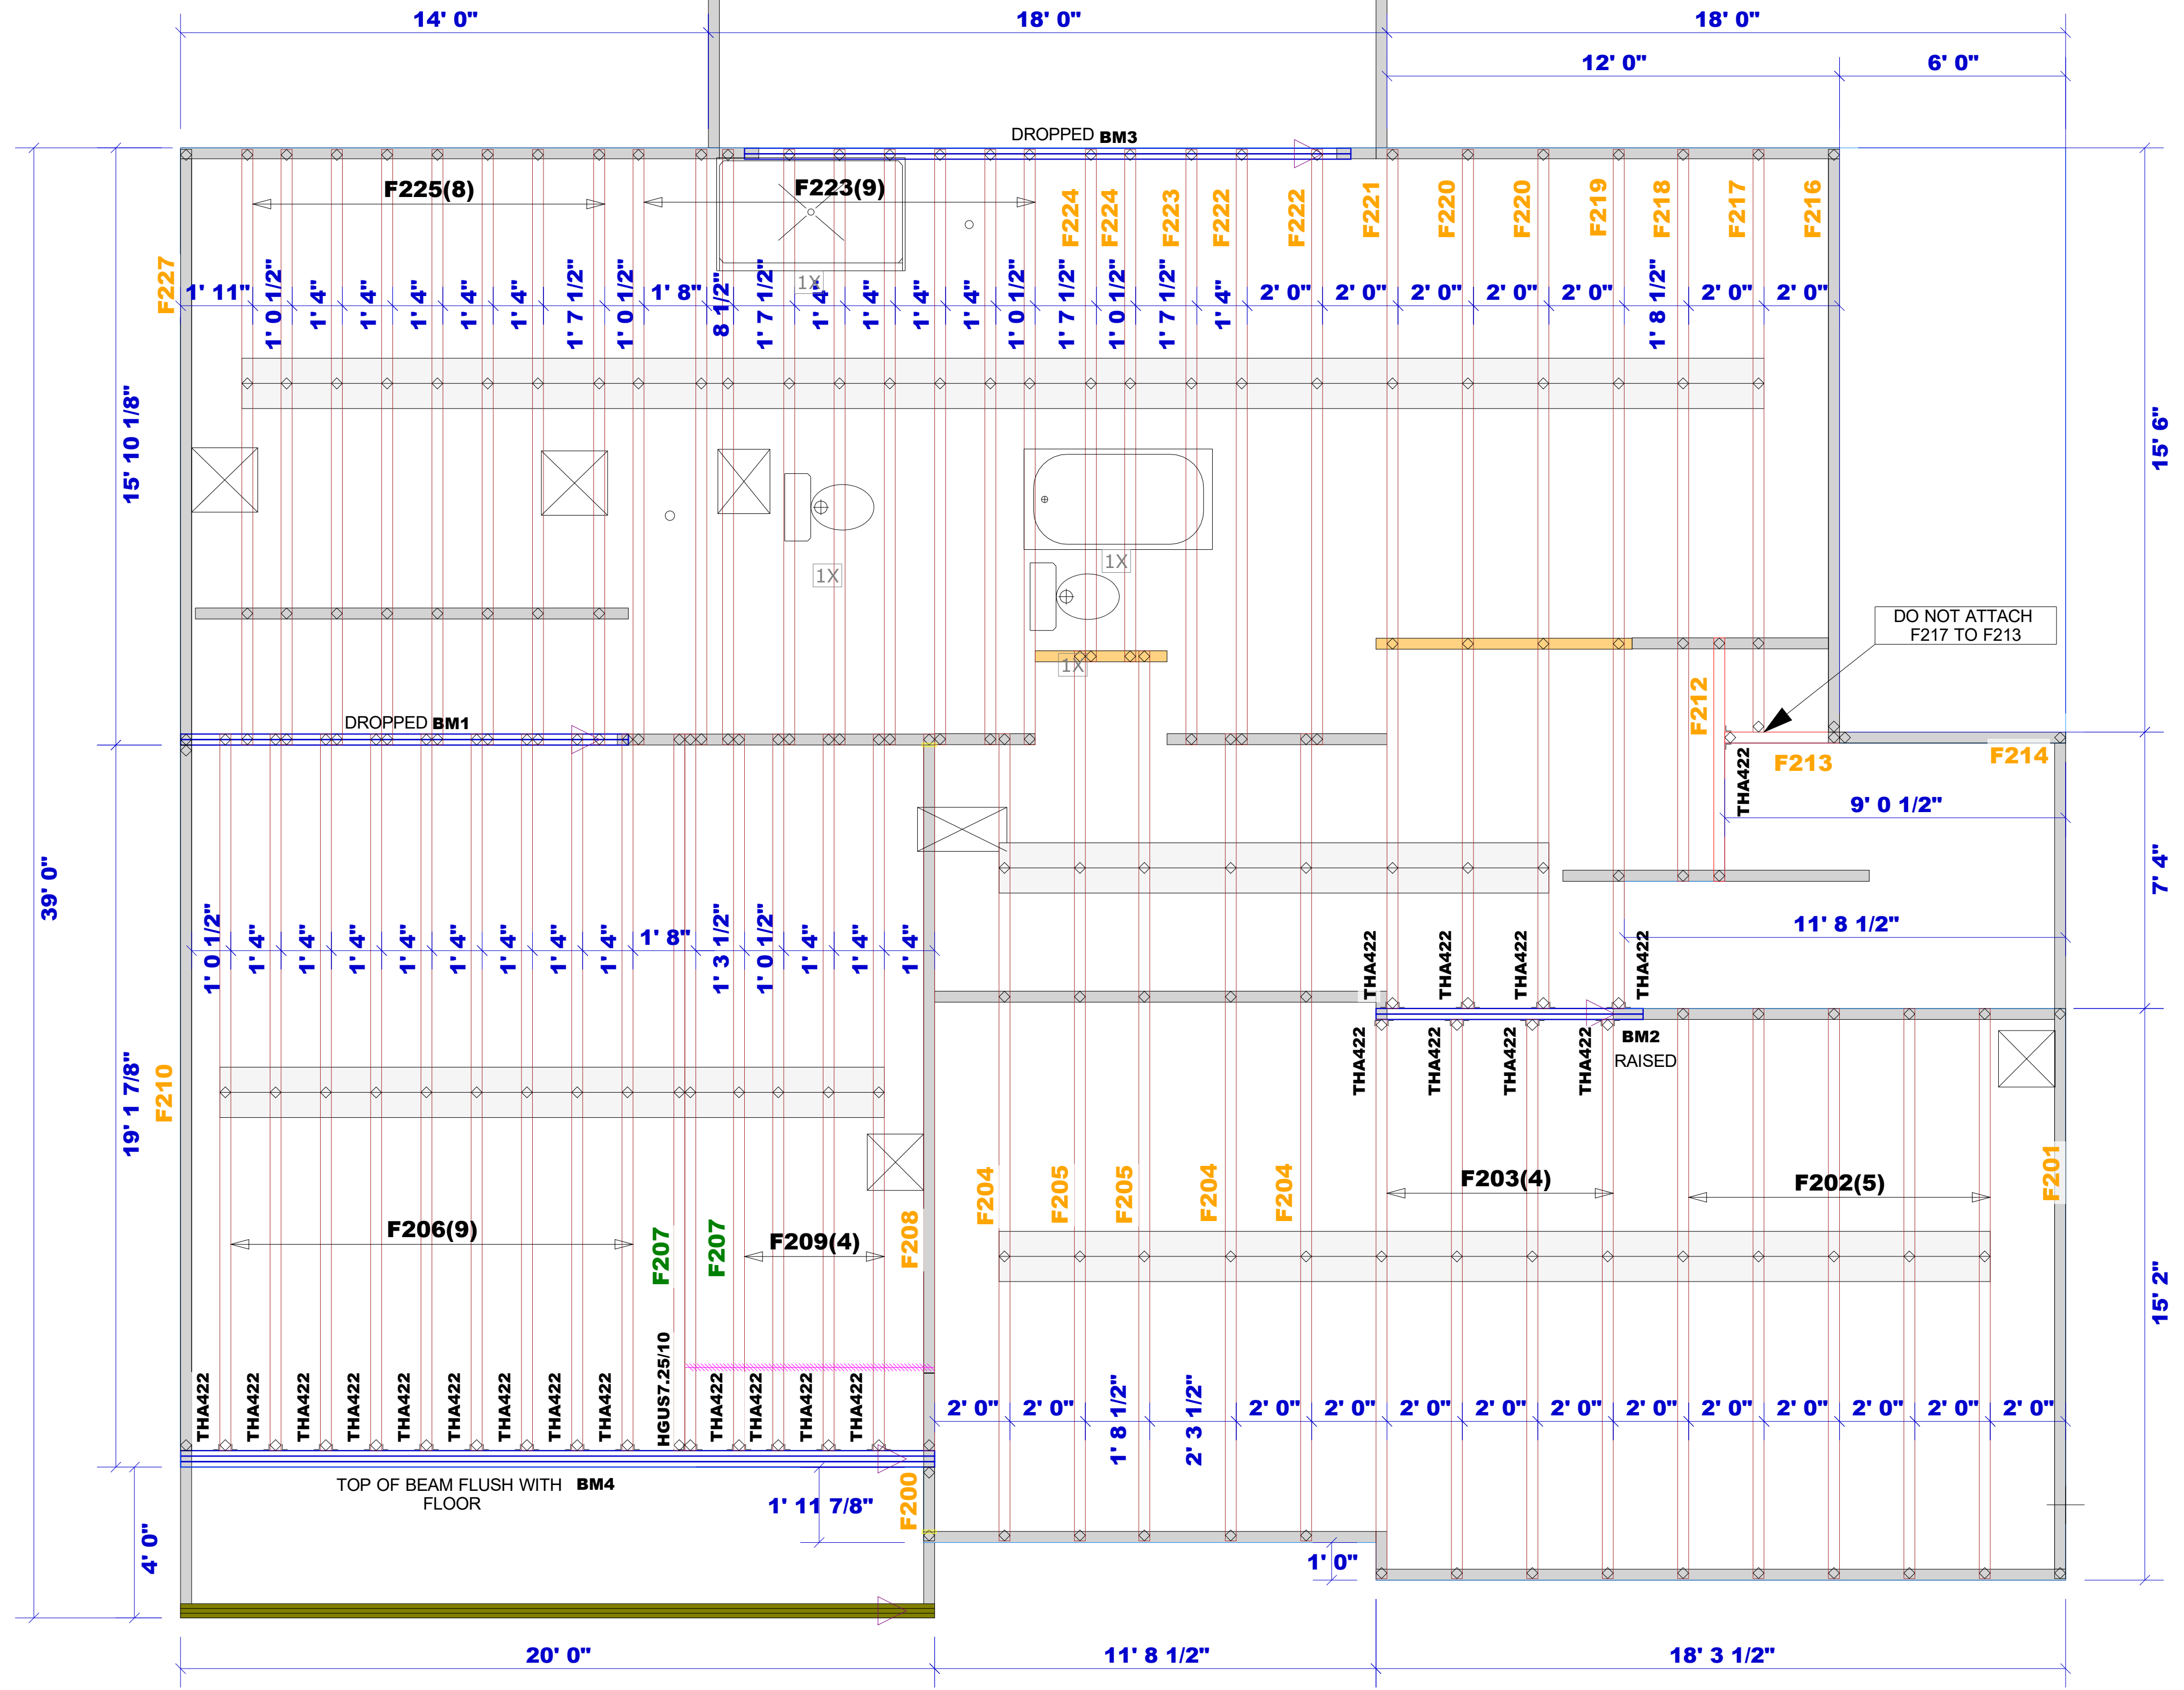 14' 0"
18' 0"
18' 0"
12' 0"
6' 0"
DROPPED BM3
F225(8)
F223(9)
F224
F224
F223
F222
F222
F221
F220
F220
F219
F218
F217
F216
F227
1X
1' 11"
1' 0 1/2"
1' 4"
1' 4"
1' 4"
1' 4"
1' 4"
1' 7 1/2"
1' 0 1/2"
1' 8"
8 1/2"
1' 7 1/2"
1' 4"
1' 4"
1' 4"
1' 4"
1' 0 1/2"
1' 7 1/2"
1' 0 1/2"
1' 7 1/2"
1' 4"
2' 0"
2' 0"
2' 0"
2' 0"
2' 0"
1' 8 1/2"
2' 0"
2' 0"
15' 10 1/8"
15' 6"
1X
1X
1X
DO NOT ATTACH
F217 TO F213
F212
DROPPED BM1
THA422
F213
F214
9' 0 1/2"
39' 0"
7' 4"
11' 8 1/2"
1' 0 1/2"
1' 4"
1' 4"
1' 4"
1' 4"
1' 4"
1' 4"
1' 4"
1' 4"
1' 8"
1' 3 1/2"
1' 0 1/2"
1' 4"
1' 4"
1' 4"
THA422
THA422
THA422
THA422
THA422
THA422
THA422
THA422
BM2
RAISED
19' 1 7/8"
F210
F204
F205
F205
F204
F204
F203(4)
F202(5)
F201
F206(9)
F207
F207
F209(4)
F208
15' 2"
THA422
THA422
THA422
THA422
THA422
THA422
THA422
THA422
THA422
HGUS7.25/10
THA422
THA422
THA422
THA422
2' 0"
2' 0"
1' 8 1/2"
2' 3 1/2"
2' 0"
2' 0"
2' 0"
2' 0"
2' 0"
2' 0"
2' 0"
2' 0"
2' 0"
2' 0"
2' 0"
TOP OF BEAM FLUSH WITH BM4
FLOOR
1' 11 7/8"
F200
4' 0"
1' 0"
20' 0"
11' 8 1/2"
18' 3 1/2"